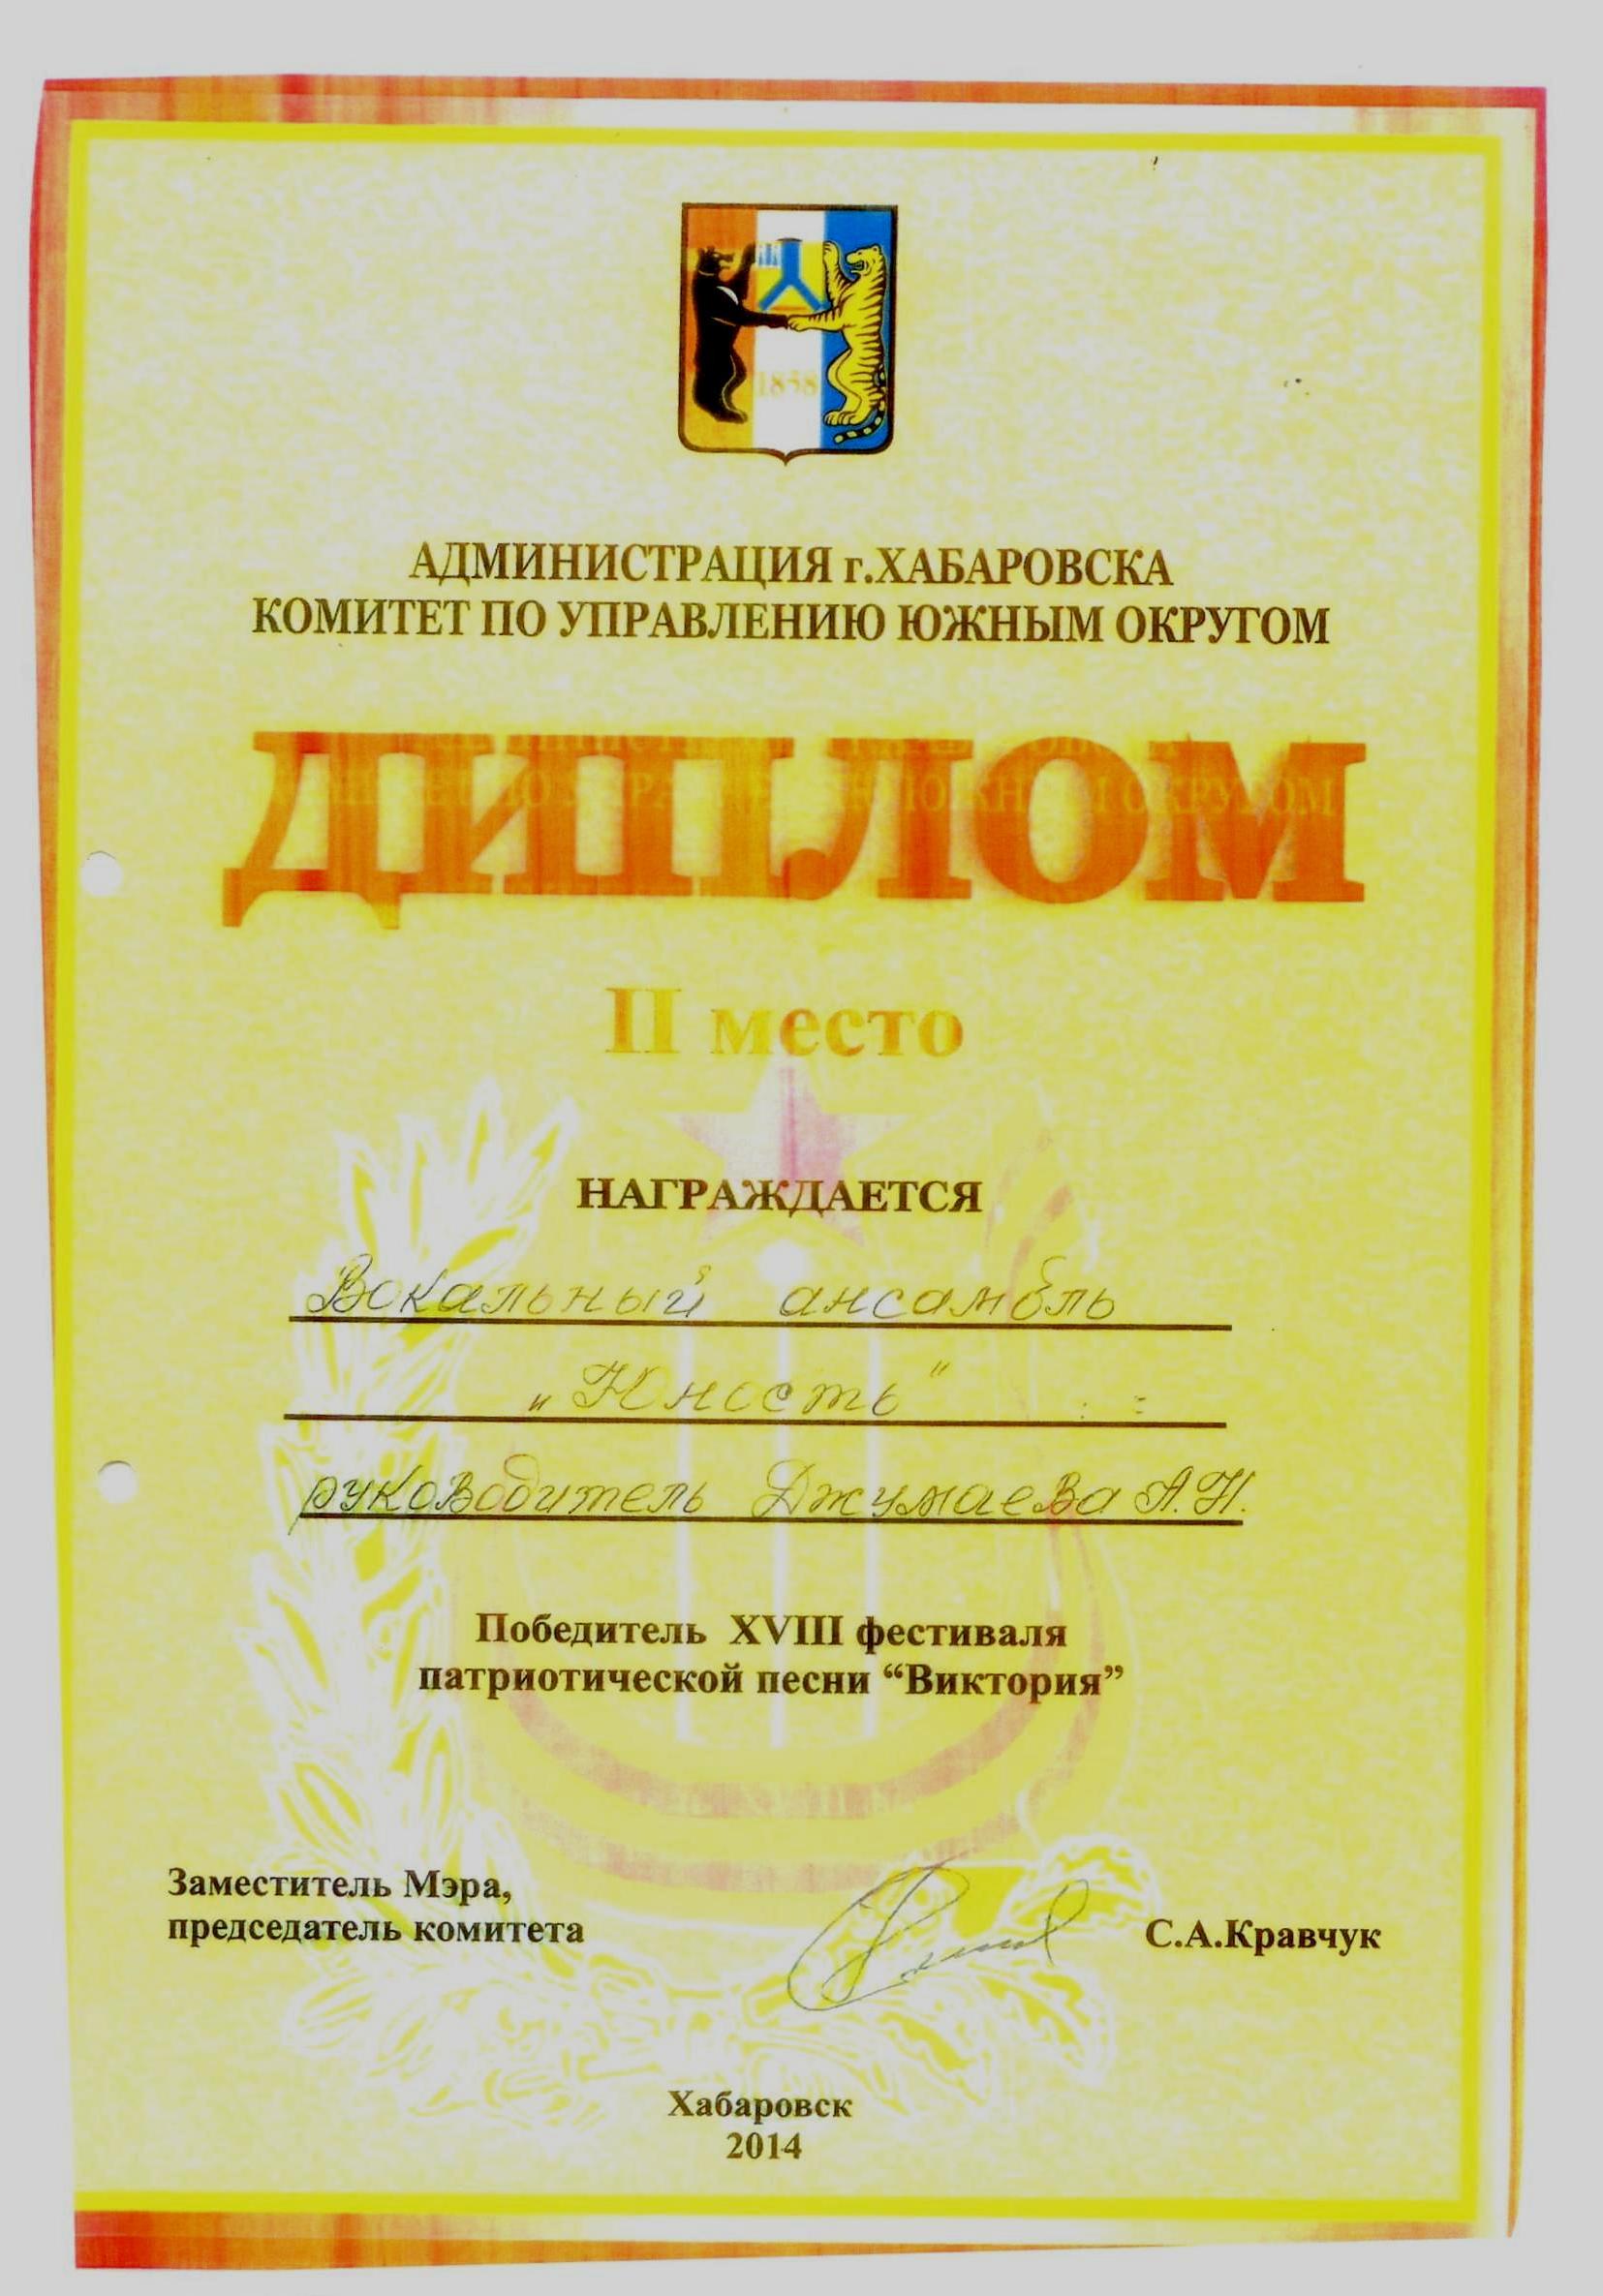 1858
АДМИНИСТРАЦИЯ г.ХАБАРОВСКА
КОМИТЕТ ПО УПРАВЛЕНИЮ ЮЖНЫМ ОКРУГОМ
ДИПЛОМ
II место
НАГРАЖДАЕТСЯ
Вокальный ансамбль
„Юность"
руководитель Джумаева А.Н.
Победитель XVIII фестиваля
патриотической песни “Виктория”
Заместитель Мэра,
председатель комитета
С.А.Кравчук
Хабаровск
2014